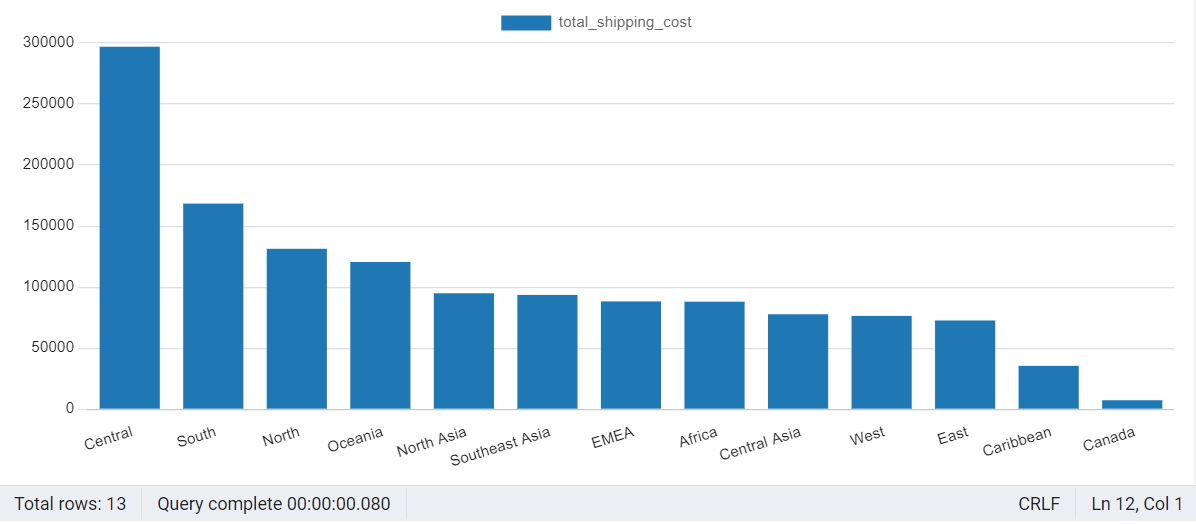 total_shipping_cost
300000
250000
200000
150000
100000
50000
0
Central
South
North
Oceania
North Asia
Southeast Asia
EMEA
Africa
Central Asia
West
East
Caribbean
Canada
Total rows: 13
Query complete 00:00:00.080
CRLF
Ln 12, Col 1